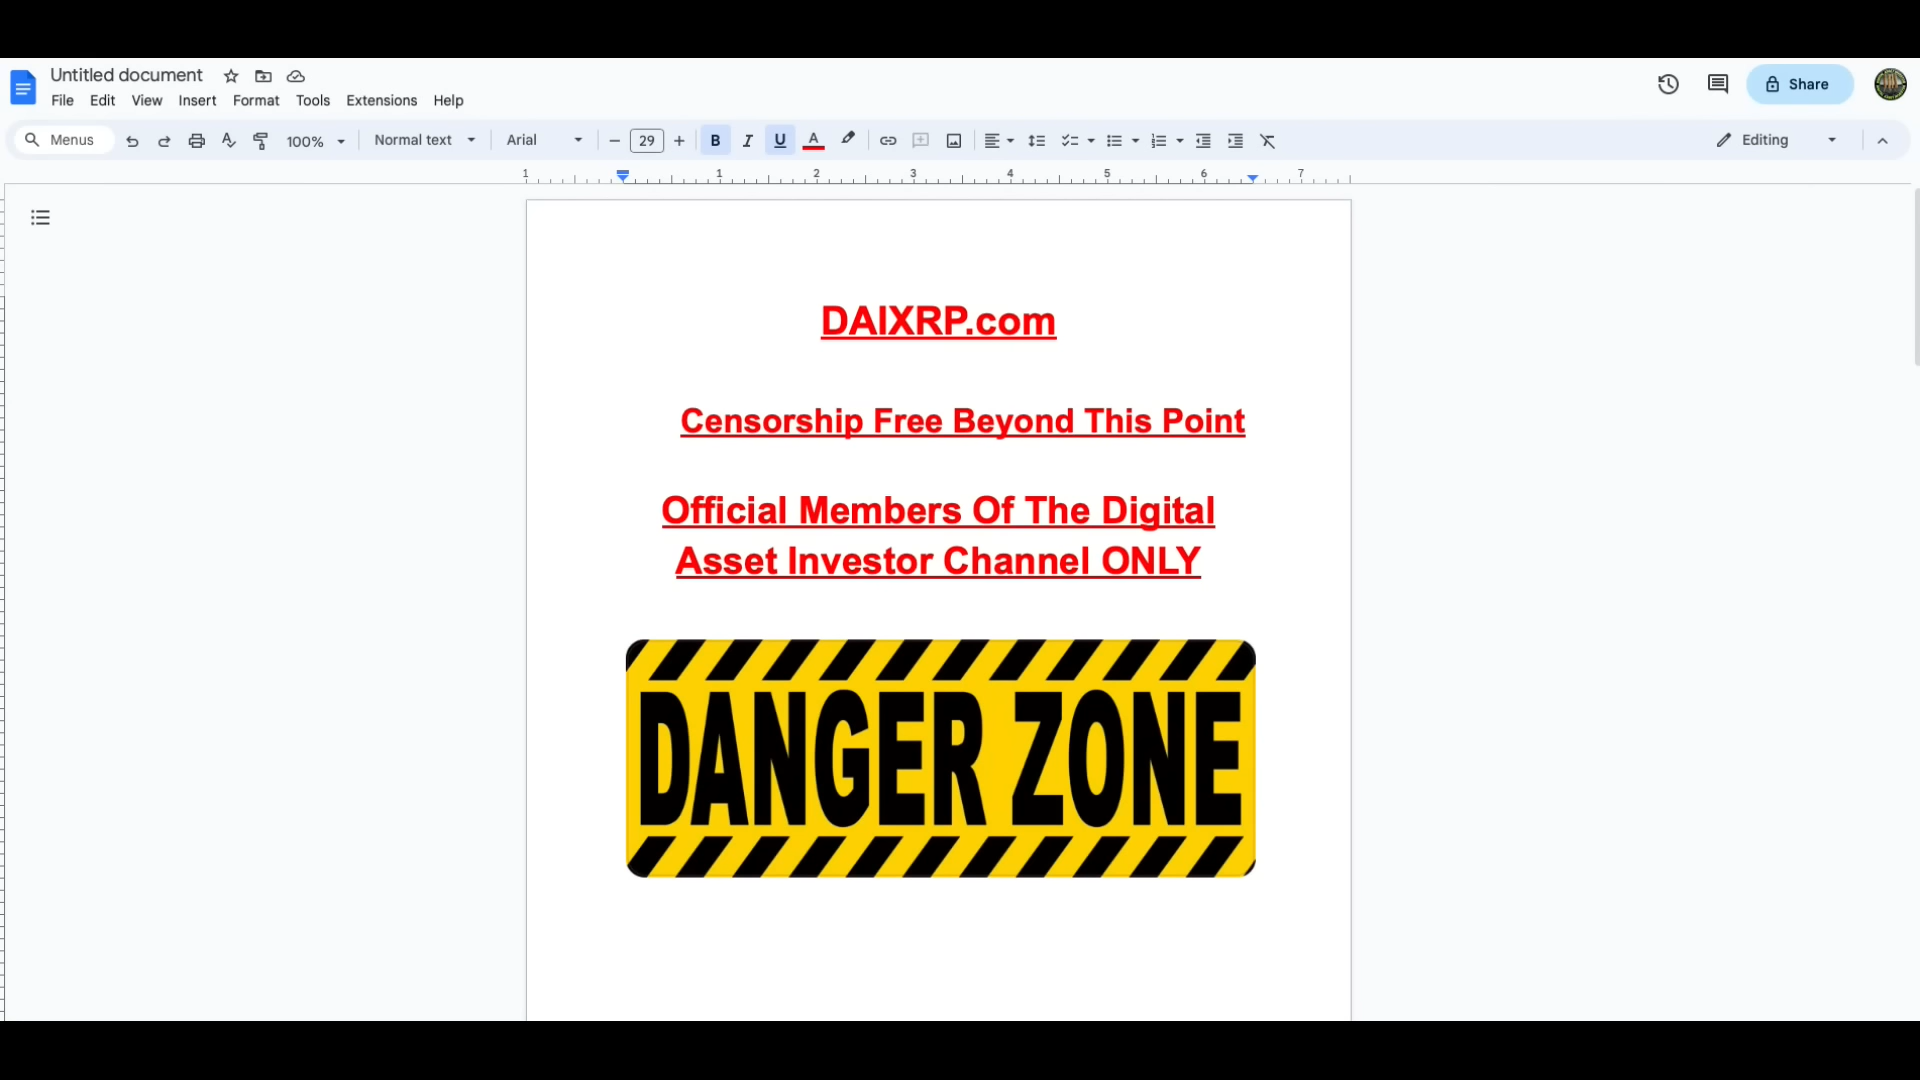 Untitled document
File Edit View Insert Format Tools Extensions Help
Share
Menus 100% Normal text Arial 29 B I U A Editing
1 1 2 3 4 5 6 7
DAIXRP.com
Censorship Free Beyond This Point
Official Members Of The Digital
Asset Investor Channel ONLY
DANGER ZONE